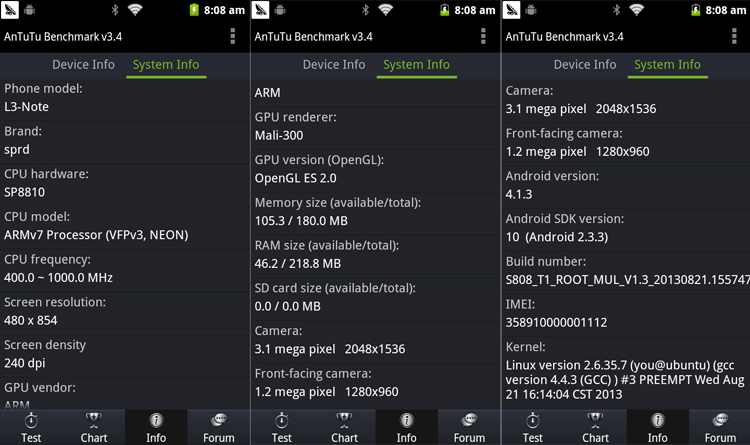 8:08 am
AnTuTu Benchmark v3.4
Device Info
System Info
Phone model:
L3-Note
Brand:
sprd
CPU hardware:
SP8810
CPU model:
ARMv7 Processor (VFPv3, NEON)
CPU frequency:
400.0 ~ 1000.0 MHz
Screen resolution:
480 x 854
Screen density
240 dpi
GPU vendor:
ARM
Test
Chart
Info
Forum
8:08 am
AnTuTu Benchmark v3.4
Device Info
System Info
ARM
GPU renderer:
Mali-300
GPU version (OpenGL):
OpenGL ES 2.0
Memory size (available/total):
105.3 / 180.0 MB
RAM size (available/total):
46.2 / 218.8 MB
SD card size (available/total):
0.0 / 0.0 MB
Camera:
3.1 mega pixel 2048x1536
Front-facing camera:
1.2 mega pixel 1280x960
Test
Chart
Info
Forum
8:08 am
AnTuTu Benchmark v3.4
Device Info
System Info
Camera:
3.1 mega pixel 2048x1536
Front-facing camera:
1.2 mega pixel 1280x960
Android version:
4.1.3
Android SDK version:
10 (Android 2.3.3)
Build number:
S808_T1_ROOT_MUL_V1.3_20130821.155747
IMEI:
358910000001112
Kernel:
Linux version 2.6.35.7 (you@ubuntu) (gcc
version 4.4.3 (GCC) ) #3 PREEMPT Wed Aug
21 16:14:04 CST 2013
Test
Chart
Info
Forum